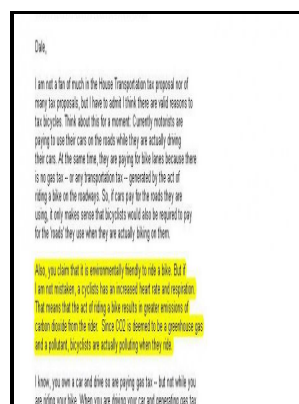 Dale,
I am not a fan of much in the House Transportation tax proposal nor of
many tax proposals, but I have to admit I think there are valid reasons to
tax bicycles. Think about this for a moment: Currently motorists are
paying to use their cars on the roads while they are actually driving
their cars. At the same time, they are paying for bike lanes because there
is no gas tax – or any transportation tax – generated by the act of
riding a bike on the roadways. So, if cars pay for the roads they are
using, it only makes sense that bicyclists would also be required to pay
for the 'roads' they use when they are actually biking on them.
Also, you claim that it is environmentally friendly to ride a bike. But if
I am not mistaken, a cyclists has an increased heart rate and respiration.
That means that the act of riding a bike results in greater emissions of
carbon dioxide from the rider. Since CO2 is deemed to be a greenhouse gas
and a pollutant, bicyclists are actually polluting when they ride.
I know, you own a car and drive so are paying gas tax – but not while you
are riding your bike. When you are driving your car and generating gas tax